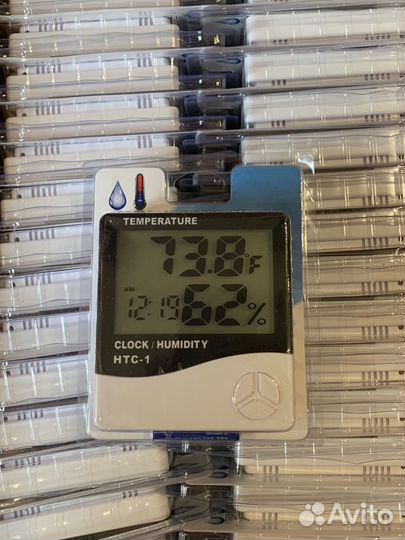 TEMPERATURE
73.8°F
AM
12:19 62%
CLOCK / HUMIDITY
HTC-1
Avito